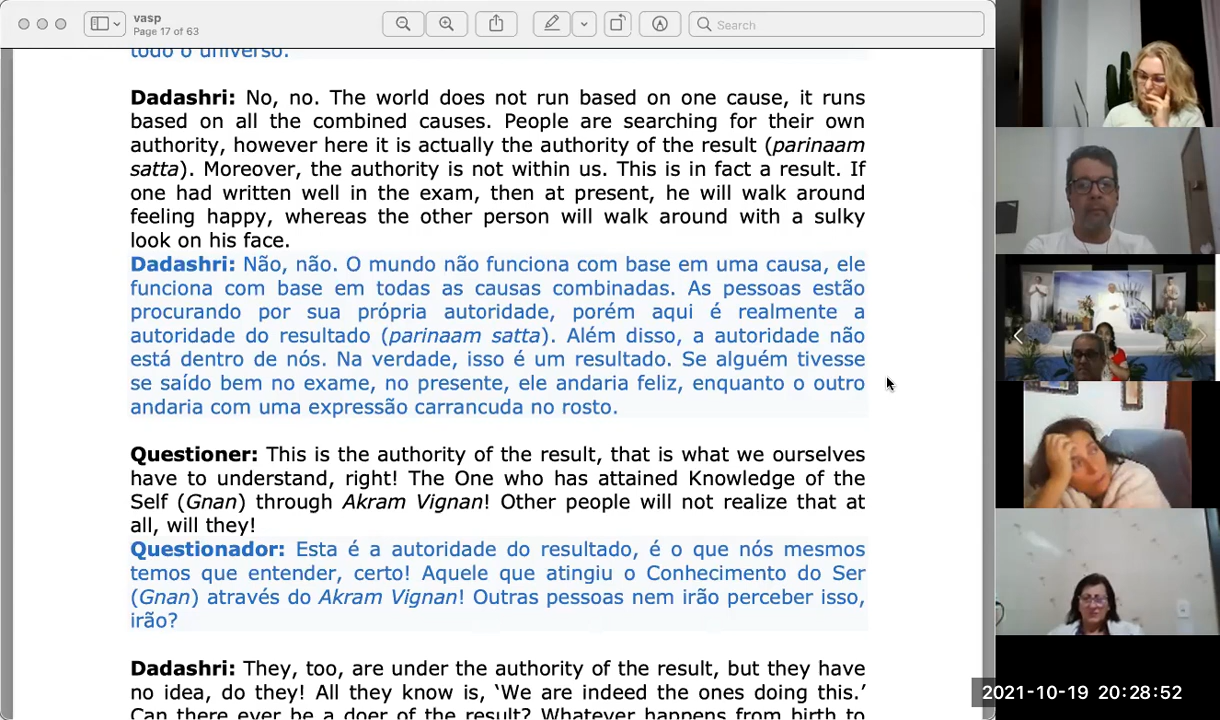 vasp
Page 17 of 63
Search
todo o universo.
Dadashri: No, no. The world does not run based on one cause, it runs
based on all the combined causes. People are searching for their own
authority, however here it is actually the authority of the result (parinaam
satta). Moreover, the authority is not within us. This is in fact a result. If
one had written well in the exam, then at present, he will walk around
feeling happy, whereas the other person will walk around with a sulky
look on his face.
Dadashri: Não, não. O mundo não funciona com base em uma causa, ele
funciona com base em todas as causas combinadas. As pessoas estão
procurando por sua própria autoridade, porém aqui é realmente a
autoridade do resultado (parinaam satta). Além disso, a autoridade não
está dentro de nós. Na verdade, isso é um resultado. Se alguém tivesse
se saído bem no exame, no presente, ele andaria feliz, enquanto o outro
andaria com uma expressão carrancuda no rosto.
Questioner: This is the authority of the result, that is what we ourselves
have to understand, right! The One who has attained Knowledge of the
Self (Gnan) through Akram Vignan! Other people will not realize that at
all, will they!
Questionador: Esta é a autoridade do resultado, é o que nós mesmos
temos que entender, certo! Aquele que atingiu o Conhecimento do Ser
(Gnan) através do Akram Vignan! Outras pessoas nem irão perceber isso,
irão?
Dadashri: They, too, are under the authority of the result, but they have
no idea, do they! All they know is, ‘We are indeed the ones doing this.’
Can there ever be a doer of the result? Whatever happens from birth to
2021-10-19 20:28:52